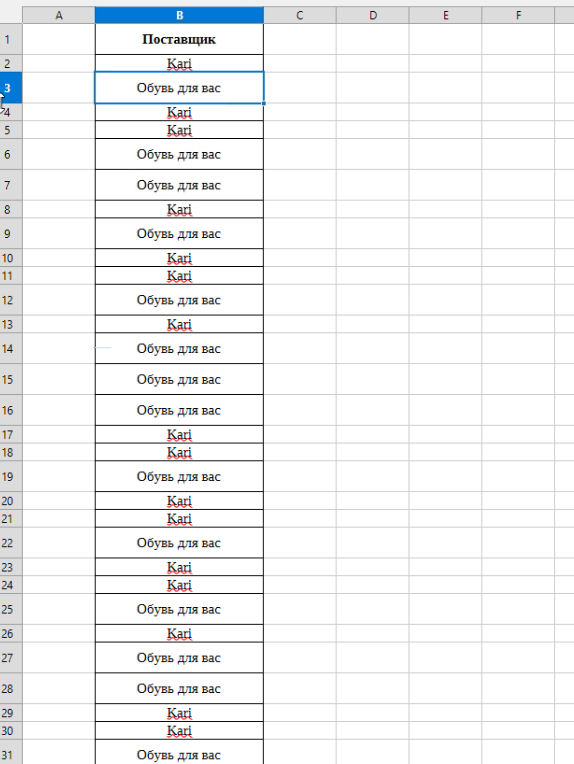 A B C D E F
1 Поставщик
2 Kari
3 Обувь для вас
4 Kari
5 Kari
6 Обувь для вас
7 Обувь для вас
8 Kari
9 Обувь для вас
10 Kari
11 Kari
12 Обувь для вас
13 Kari
14 Обувь для вас
15 Обувь для вас
16 Обувь для вас
17 Kari
18 Kari
19 Обувь для вас
20 Kari
21 Kari
22 Обувь для вас
23 Kari
24 Kari
25 Обувь для вас
26 Kari
27 Обувь для вас
28 Обувь для вас
29 Kari
30 Kari
31 Обувь для вас